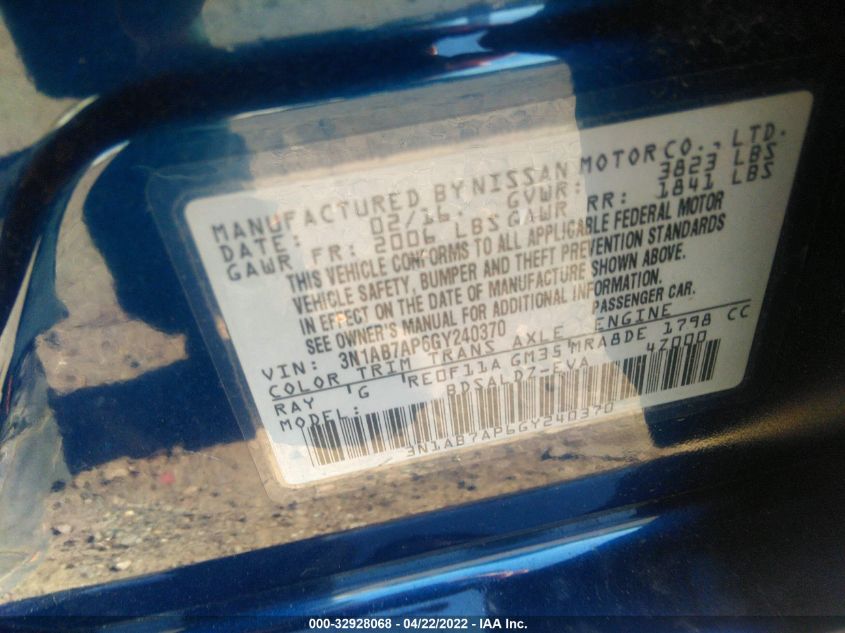 MANUFACTURED BY NISSAN MOTOR CO., LTD.
DATE: 02/16. GVWR: 3823 LBS
GAWR FR: 2006 LBS GAWR RR: 1841 LBS
THIS VEHICLE CONFORMS TO ALL APPLICABLE FEDERAL MOTOR
VEHICLE SAFETY, BUMPER AND THEFT PREVENTION STANDARDS
IN EFFECT ON THE DATE OF MANUFACTURE SHOWN ABOVE.
SEE OWNER'S MANUAL FOR ADDITIONAL INFORMATION.
VIN: 3N1AB7AP6GY240370 PASSENGER CAR.
COLOR TRIM TRANS AXLE ENGINE
RAY G RE0F11A GM35 MRA8DE 1798 CC
MODEL: BDSALDZ-EVA 4Z000
3N1AB7AP6GY240370
000-32928068 - 04/22/2022 - IAA Inc.